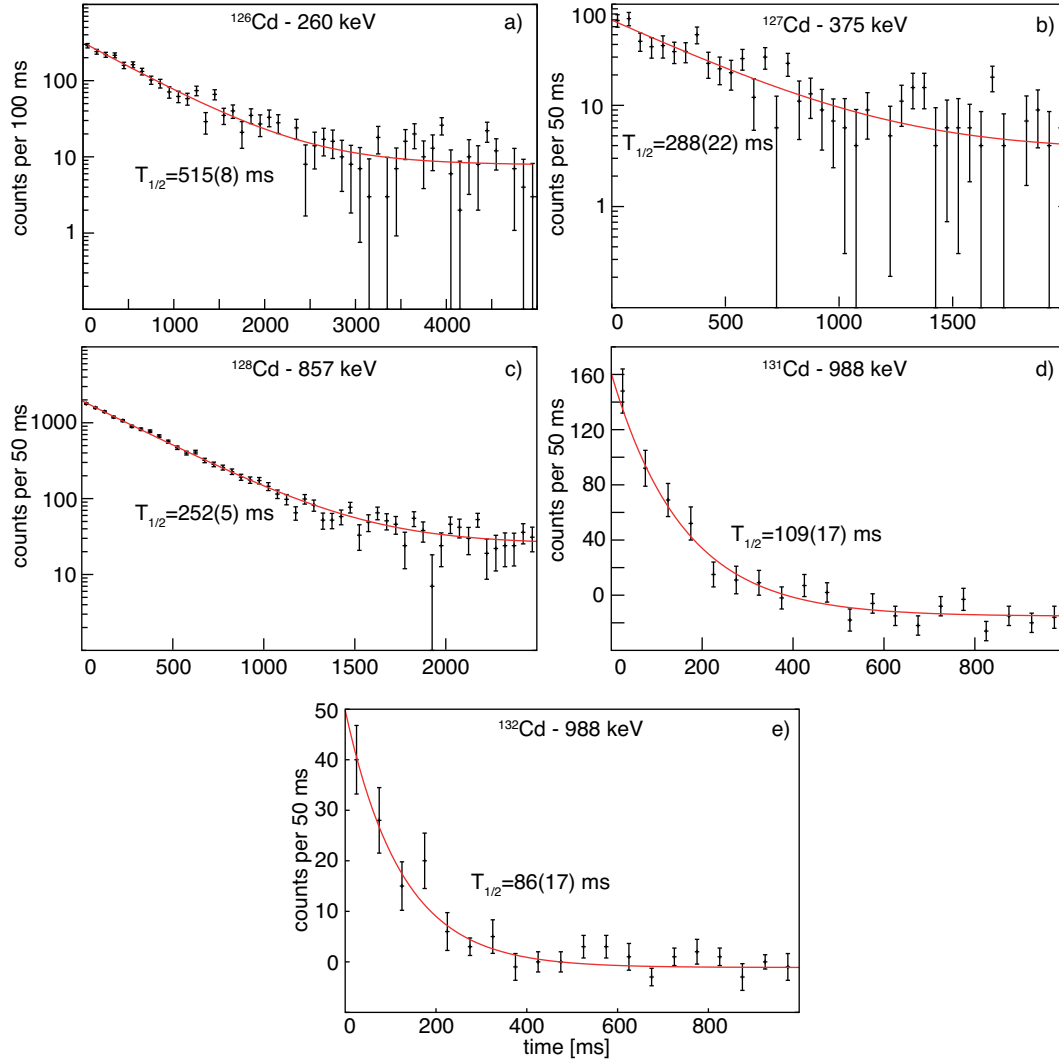 ¹²⁶Cd - 260 keV
a)
counts per 100 ms
100
10
1
T₁/₂=515(8) ms
0 1000 2000 3000 4000
¹²⁷Cd - 375 keV
b)
counts per 50 ms
100
10
1
T₁/₂=288(22) ms
0 500 1000 1500
¹²⁸Cd - 857 keV
c)
counts per 50 ms
1000
100
10
T₁/₂=252(5) ms
0 500 1000 1500 2000
¹³¹Cd - 988 keV
d)
counts per 50 ms
160
120
80
40
0
T₁/₂=109(17) ms
0 200 400 600 800
¹³²Cd - 988 keV
e)
counts per 50 ms
50
40
30
20
10
0
T₁/₂=86(17) ms
0 200 400 600 800
time [ms]